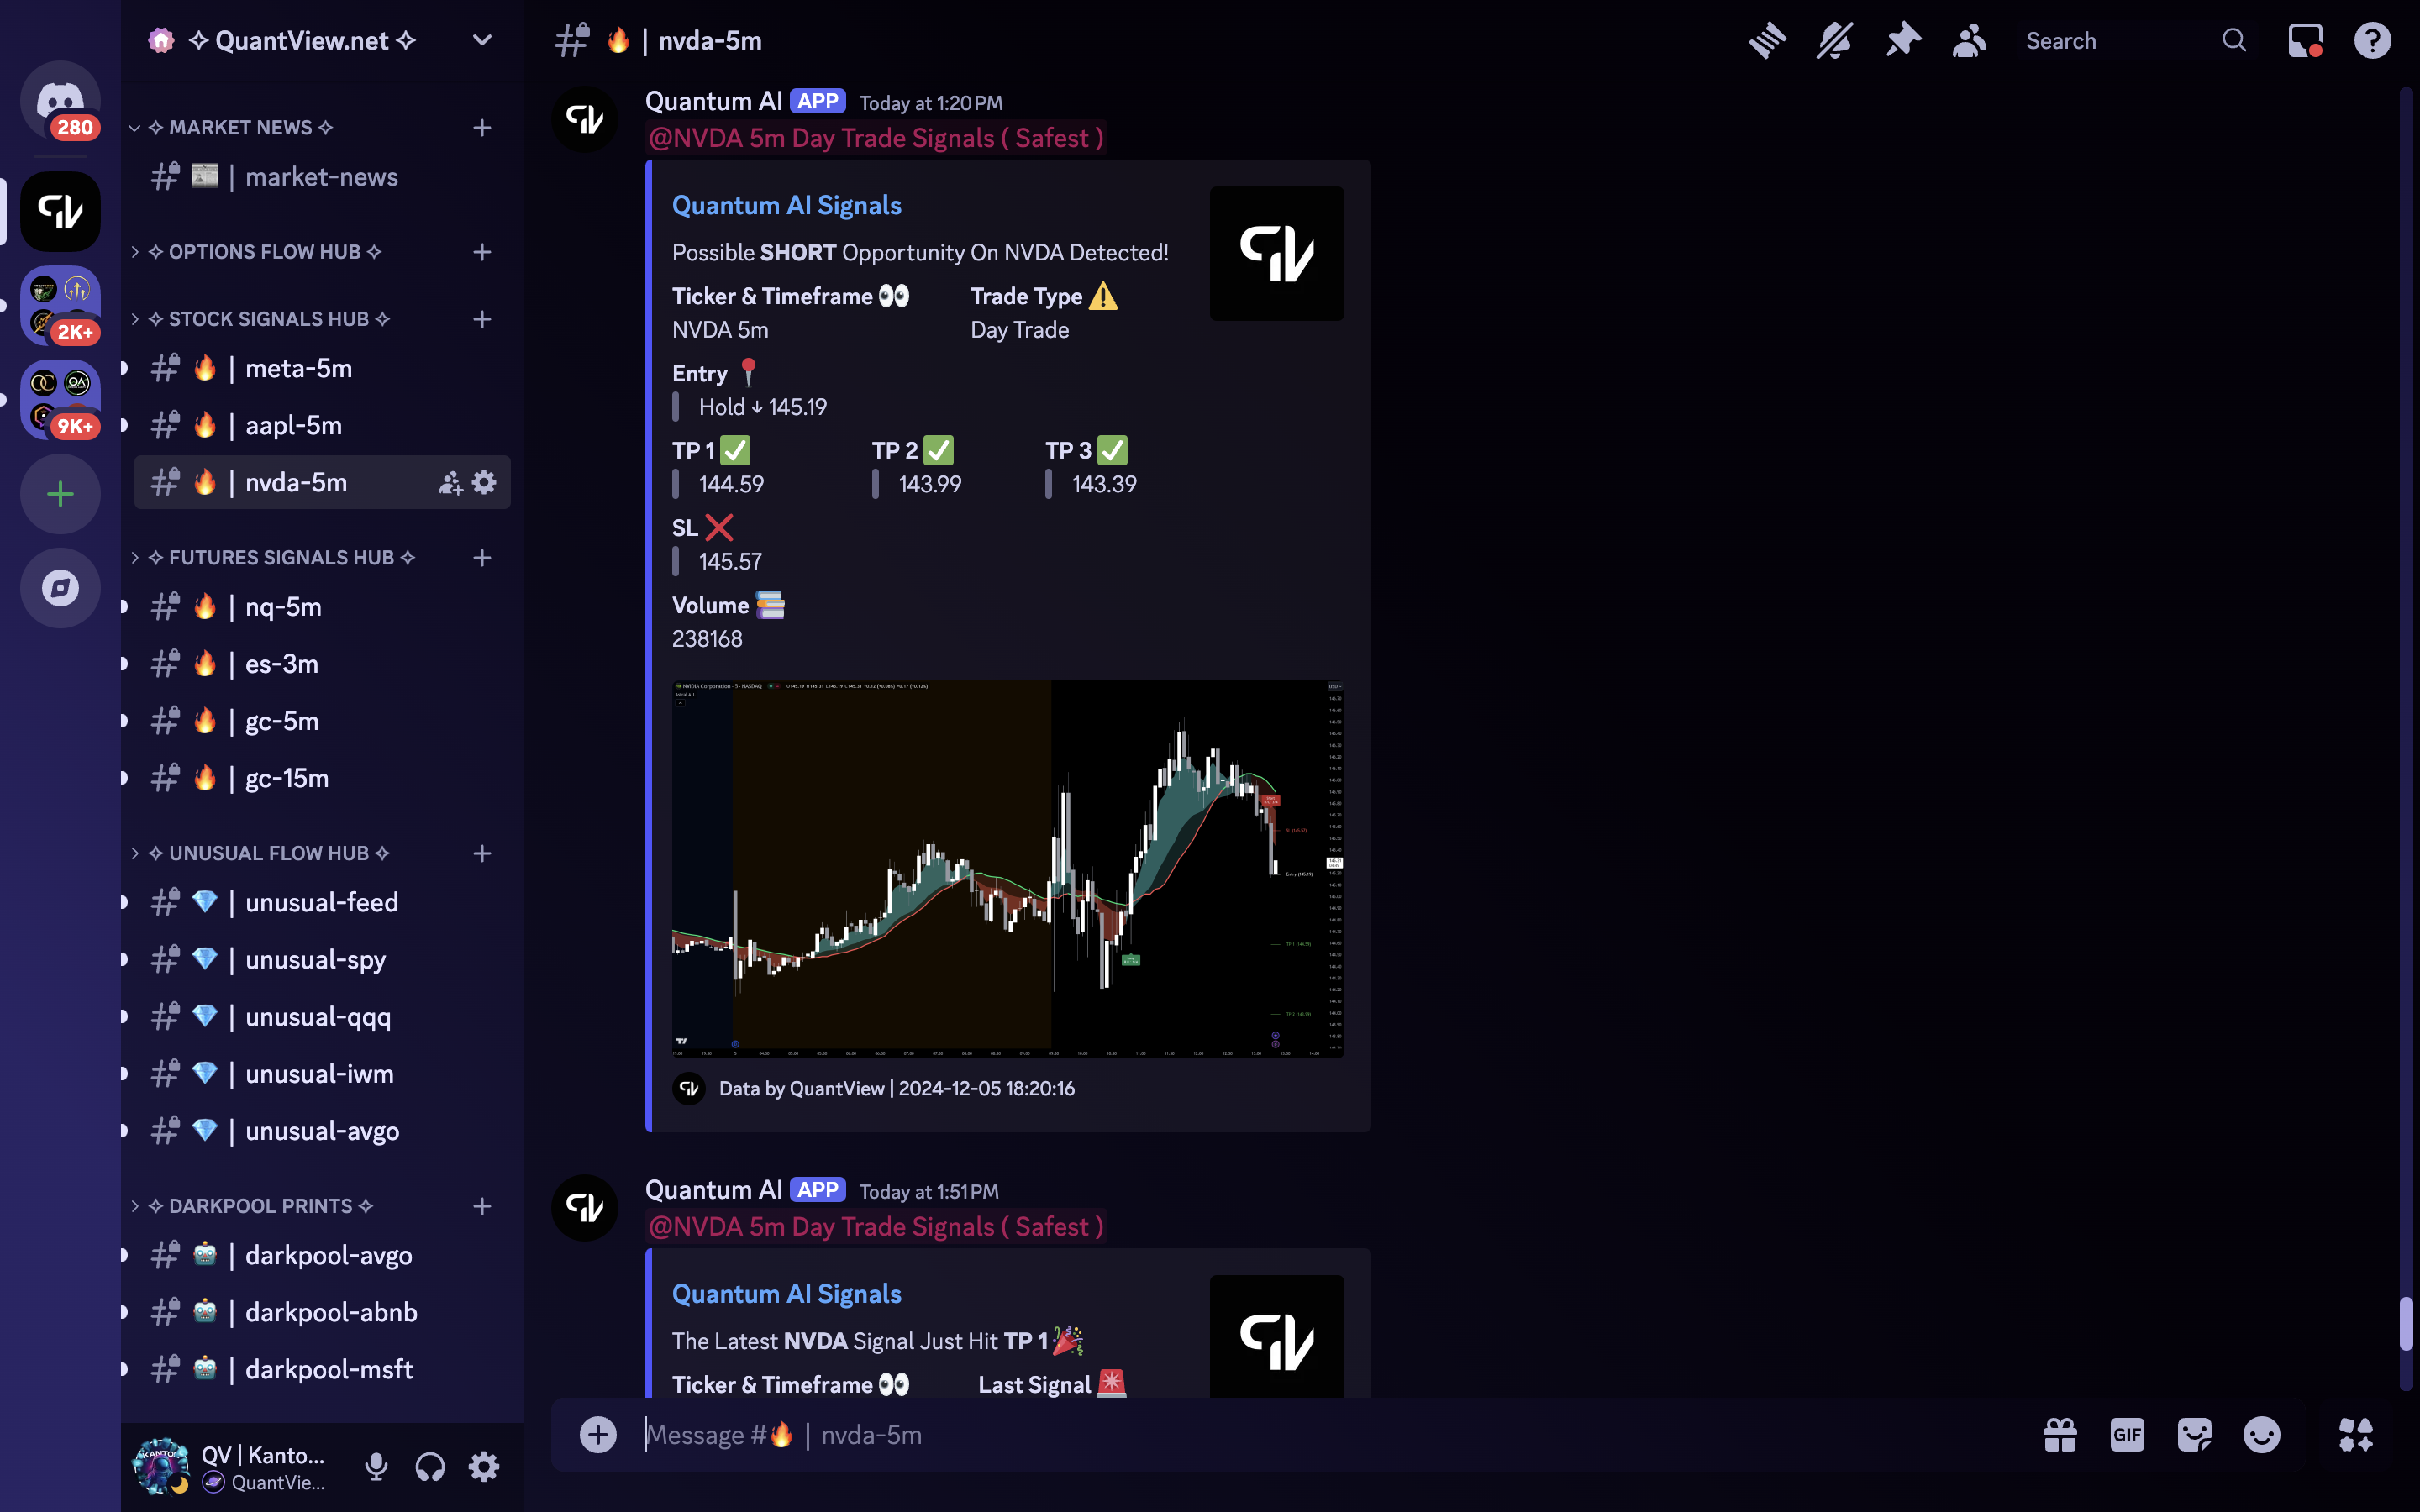 280
2K+
9K+
✧ QuantView.net ✧
✧ MARKET NEWS ✧
| market-news
✧ OPTIONS FLOW HUB ✧
✧ STOCK SIGNALS HUB ✧
| meta-5m
| aapl-5m
| nvda-5m
✧ FUTURES SIGNALS HUB ✧
| nq-5m
| es-3m
| gc-5m
| gc-15m
✧ UNUSUAL FLOW HUB ✧
| unusual-feed
| unusual-spy
| unusual-qqq
| unusual-iwm
| unusual-avgo
✧ DARKPOOL PRINTS ✧
| darkpool-avgo
| darkpool-abnb
| darkpool-msft
QV | Kanto...
QuantVie...
| nvda-5m
Search
Quantum AI APP Today at 1:20 PM
@NVDA 5m Day Trade Signals ( Safest )
Quantum AI Signals
Possible SHORT Opportunity On NVDA Detected!
Ticker & Timeframe 👀 Trade Type ⚠️
NVDA 5m Day Trade
Entry 📍
Hold ↓ 145.19
TP 1 ✅ TP 2 ✅ TP 3 ✅
144.59 143.99 143.39
SL ❌
145.57
Volume 📚
238168
Data by QuantView | 2024-12-05 18:20:16
Quantum AI APP Today at 1:51 PM
@NVDA 5m Day Trade Signals ( Safest )
Quantum AI Signals
The Latest NVDA Signal Just Hit TP 1 🎉
Ticker & Timeframe 👀 Last Signal 🚨
Message #🔥 | nvda-5m
GIF